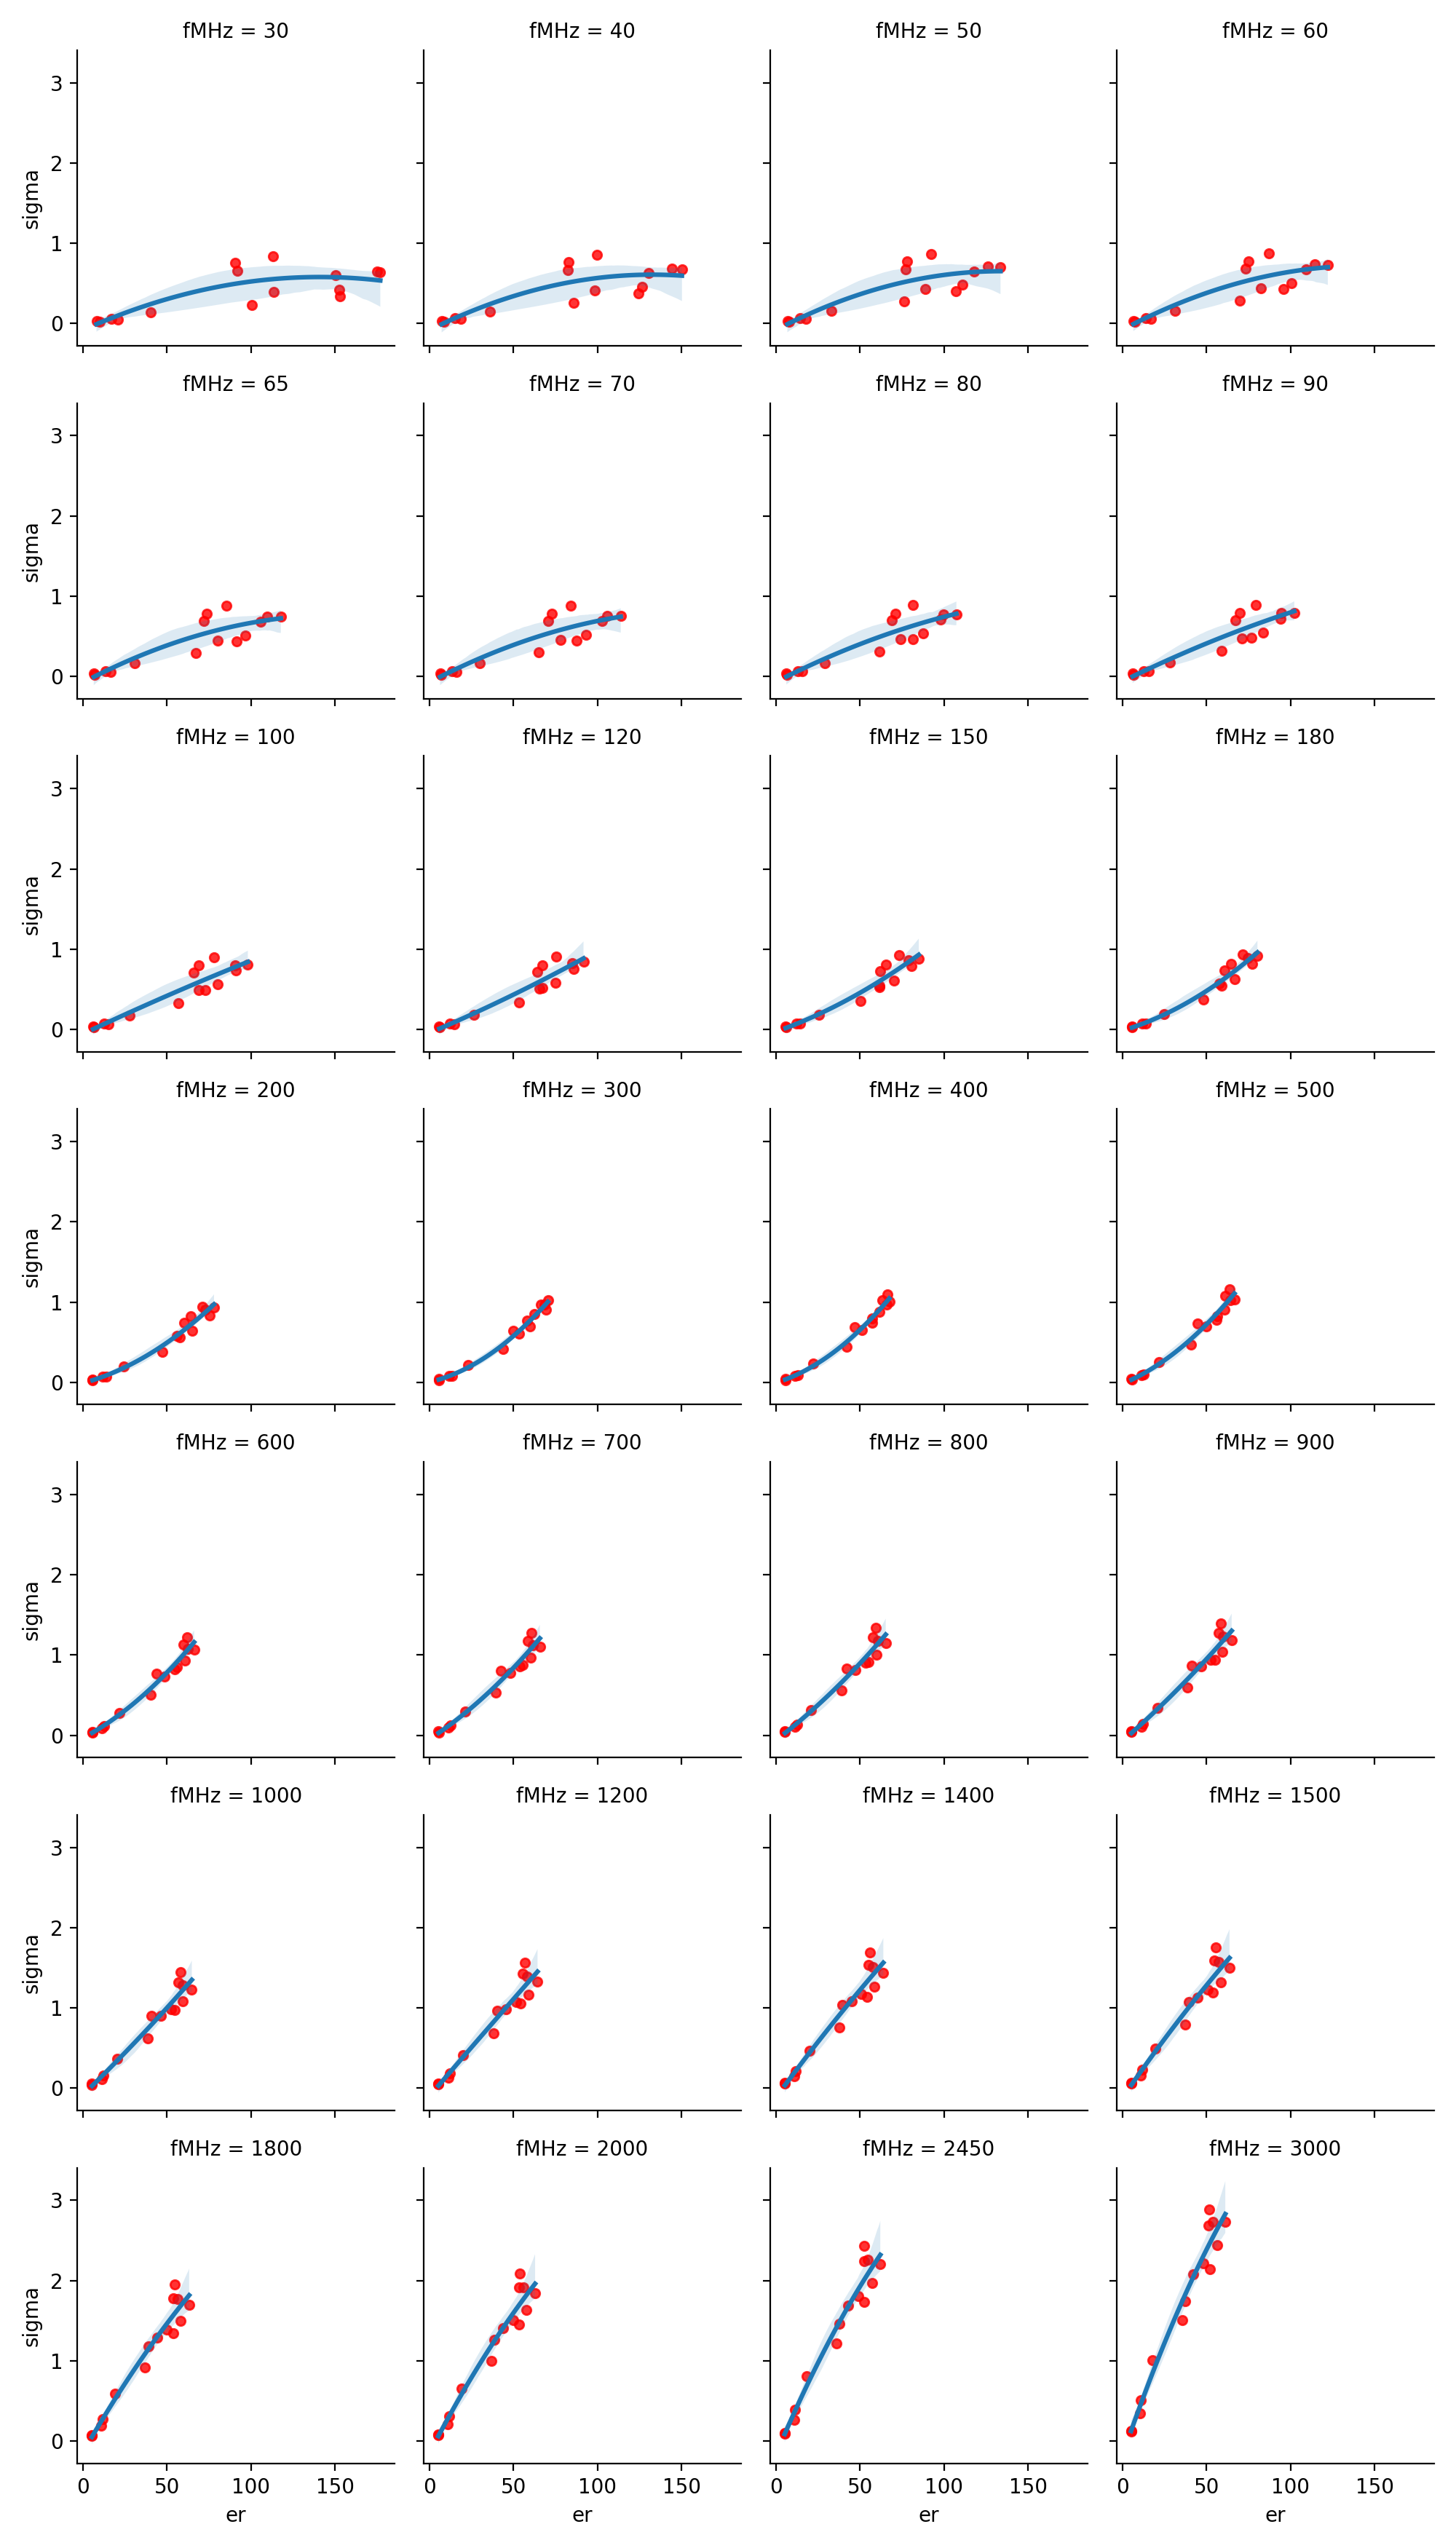 fMHz = 30 fMHz = 40 fMHz = 50 fMHz = 60
3
2
1
0
sigma
fMHz = 65 fMHz = 70 fMHz = 80 fMHz = 90
3
2
1
0
sigma
fMHz = 100 fMHz = 120 fMHz = 150 fMHz = 180
3
2
1
0
sigma
fMHz = 200 fMHz = 300 fMHz = 400 fMHz = 500
3
2
1
0
sigma
fMHz = 600 fMHz = 700 fMHz = 800 fMHz = 900
3
2
1
0
sigma
fMHz = 1000 fMHz = 1200 fMHz = 1400 fMHz = 1500
3
2
1
0
sigma
fMHz = 1800 fMHz = 2000 fMHz = 2450 fMHz = 3000
3
2
1
0
sigma
0 50 100 150 0 50 100 150 0 50 100 150 0 50 100 150
er er er er